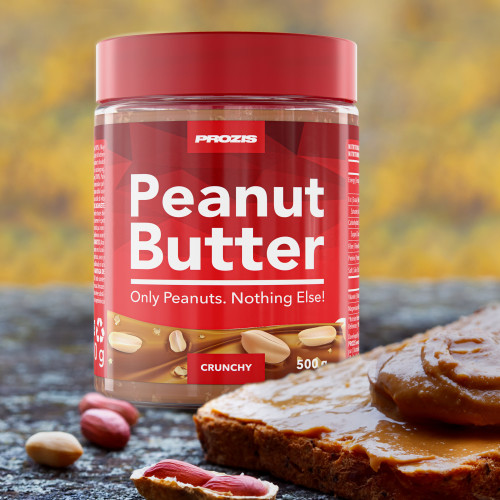 PROZIS
Peanut
Butter
Only Peanuts. Nothing Else!
CRUNCHY
500 g